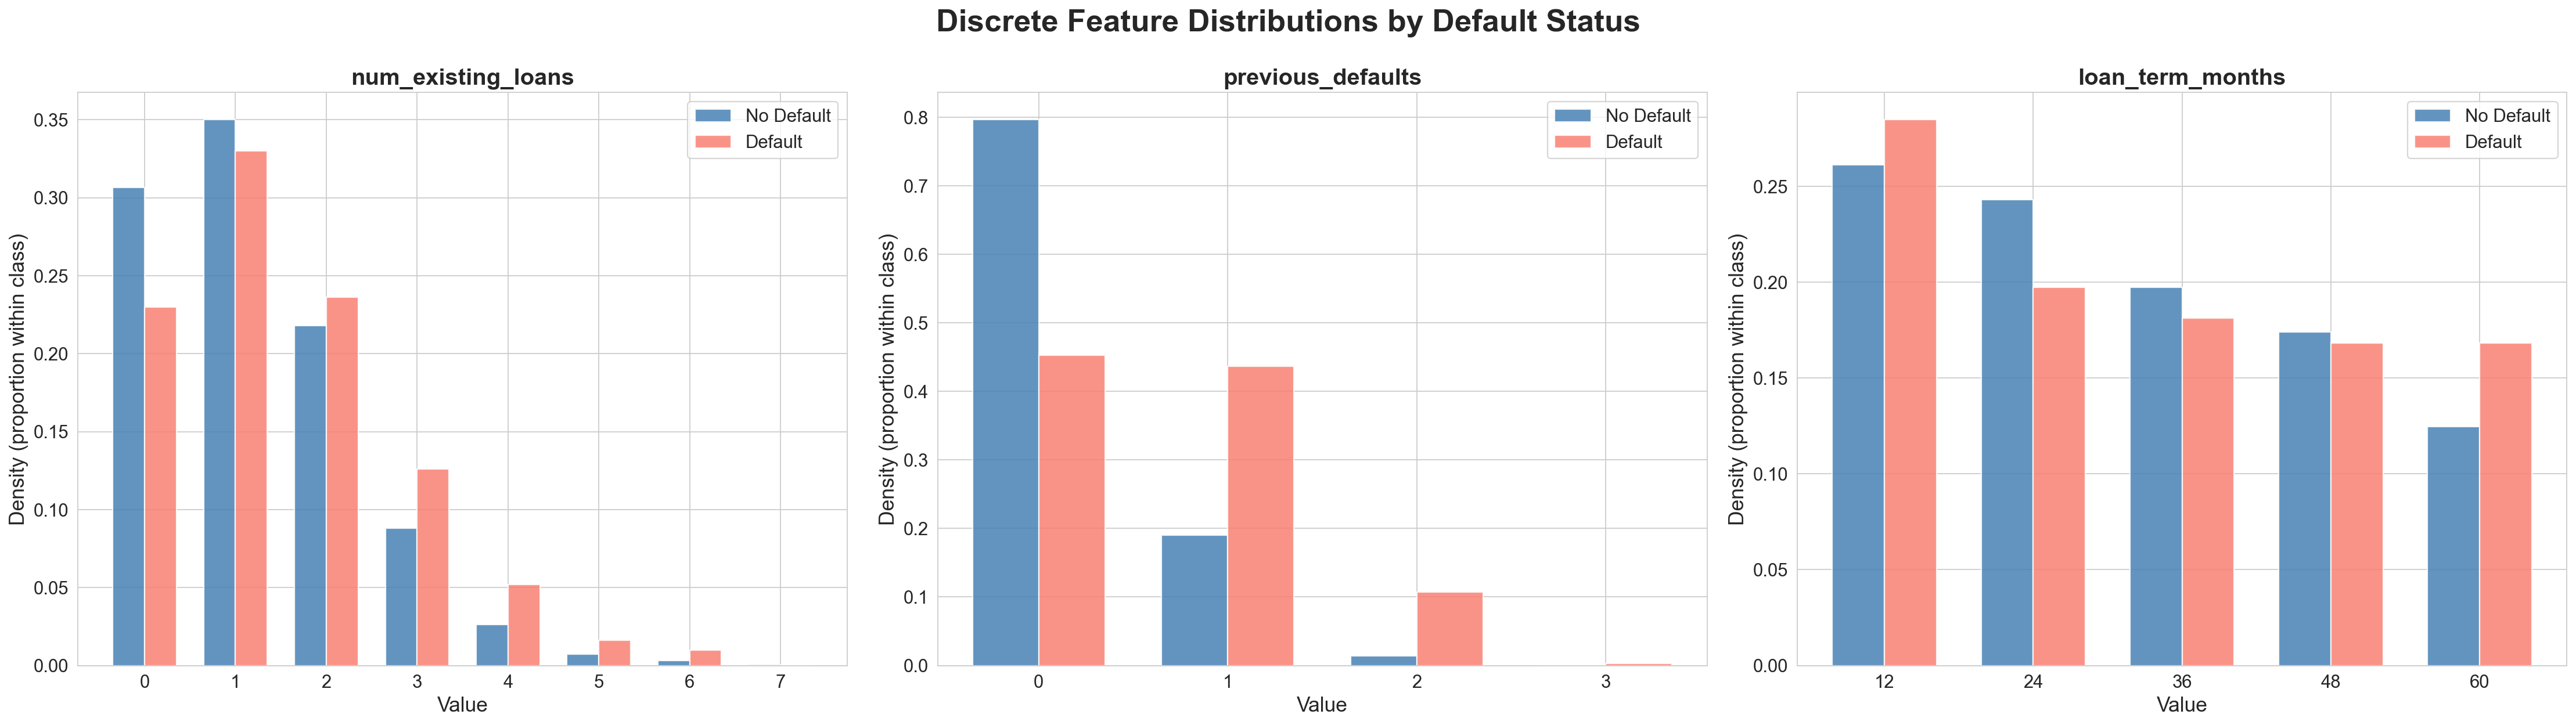 Discrete Feature Distributions by Default Status
num_existing_loans
Density (proportion within class)
0.35
0.30
0.25
0.20
0.15
0.10
0.05
0.00
No Default
Default
0 1 2 3 4 5 6 7
Value
previous_defaults
Density (proportion within class)
0.8
0.7
0.6
0.5
0.4
0.3
0.2
0.1
0.0
No Default
Default
0 1 2 3
Value
loan_term_months
Density (proportion within class)
0.25
0.20
0.15
0.10
0.05
0.00
No Default
Default
12 24 36 48 60
Value